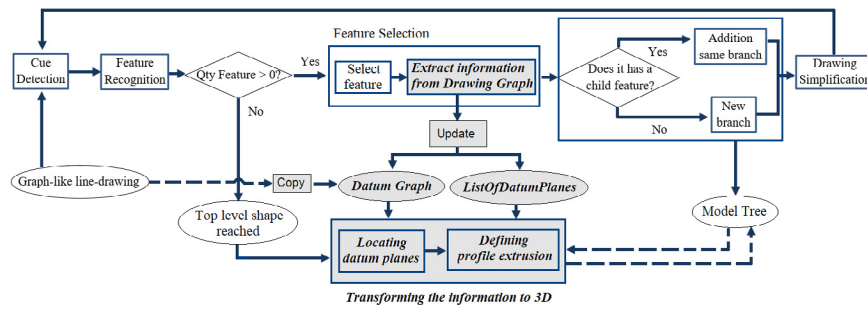 Feature Selection
Cue
Detection
Feature
Recognition
Qty Feature > 0?
Yes
Select
feature
Extract information
from Drawing Graph
Does it has a
child feature?
Yes
Addition
same branch
No
New
branch
Drawing
Simplification
No
Update
Graph-like line-drawing
Copy
Datum Graph
ListOfDatumPlanes
Top level shape
reached
Model Tree
Locating
datum planes
Defining
profile extrusion
Transforming the information to 3D